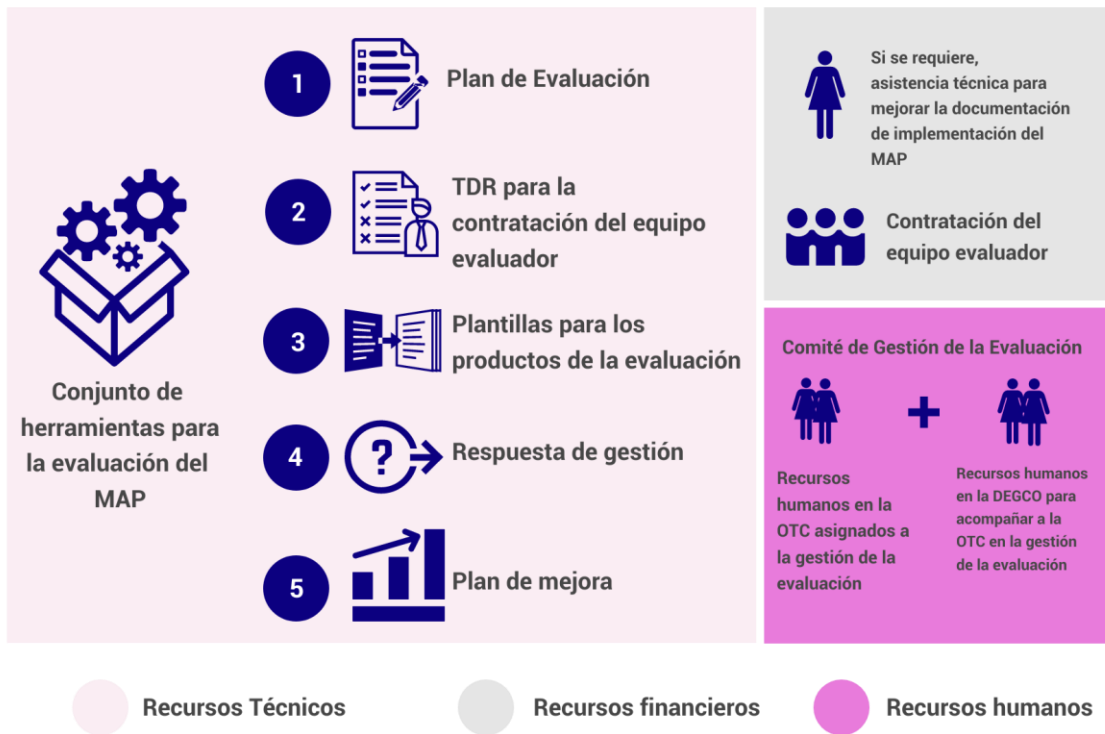 Conjunto de
herramientas para
la evaluación del
MAP
1
Plan de Evaluación
2
TDR para la
contratación del equipo
evaluador
3
Plantillas para los
productos de la evaluación
4
?
Respuesta de gestión
5
Plan de mejora
Si se requiere,
asistencia técnica para
mejorar la documentación
de implementación del
MAP
Contratación del
equipo evaluador
Comité de Gestión de la Evaluación
+
Recursos
humanos en la
OTC asignados a
la gestión de la
evaluación
Recursos humanos
en la DEGCO para
acompañar a la
OTC en la gestión
de la evaluación
Recursos Técnicos
Recursos financieros
Recursos humanos